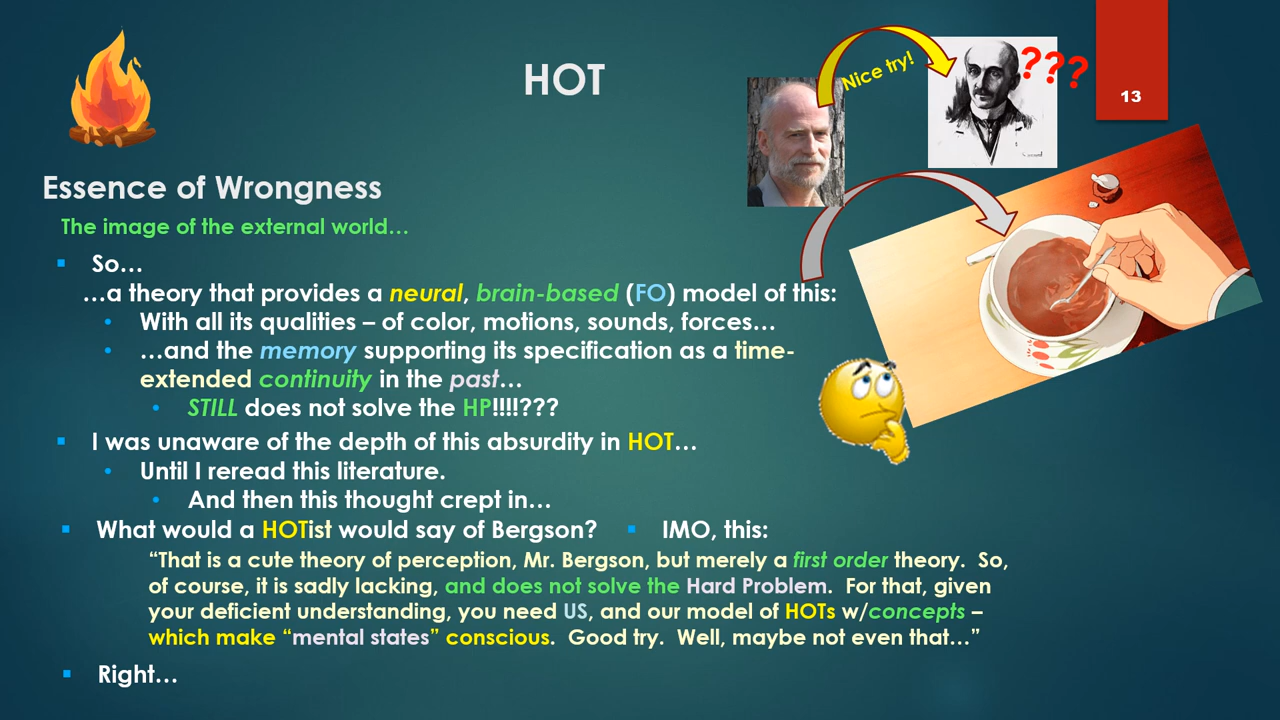 HOT
Nice try!
???
13
Essence of Wrongness
The image of the external world…
So…
…a theory that provides a neural, brain-based (FO) model of this:
With all its qualities – of color, motions, sounds, forces…
…and the memory supporting its specification as a time-
extended continuity in the past…
STILL does not solve the HP!!!!???
I was unaware of the depth of this absurdity in HOT…
Until I reread this literature.
And then this thought crept in…
What would a HOTist would say of Bergson? IMO, this:
“That is a cute theory of perception, Mr. Bergson, but merely a first order theory. So,
of course, it is sadly lacking, and does not solve the Hard Problem. For that, given
your deficient understanding, you need US, and our model of HOTs w/concepts –
which make “mental states” conscious. Good try. Well, maybe not even that…”
Right…